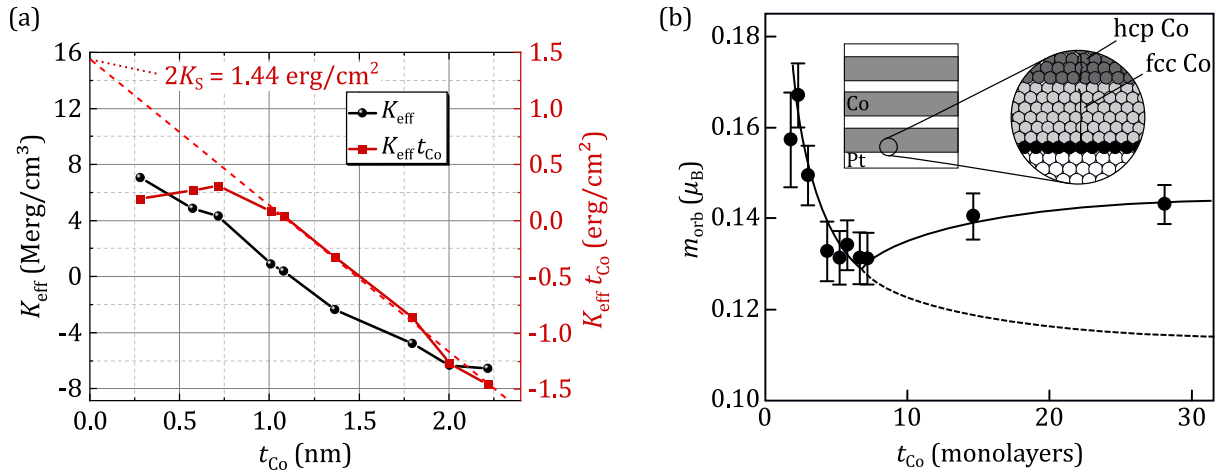 (a)
16
12
8
4
0
-4
-8
K_eff (Merg/cm³)
2K_S = 1.44 erg/cm²
K_eff
K_eff t_Co
1.5
1.0
0.5
0.0
-0.5
-1.0
-1.5
K_eff t_Co (erg/cm²)
0.0 0.5 1.0 1.5 2.0
t_Co (nm)
(b)
0.18
0.16
0.14
0.12
0.10
m_orb (μ_B)
hcp Co
fcc Co
Co
Pt
0 10 20 30
t_Co (monolayers)